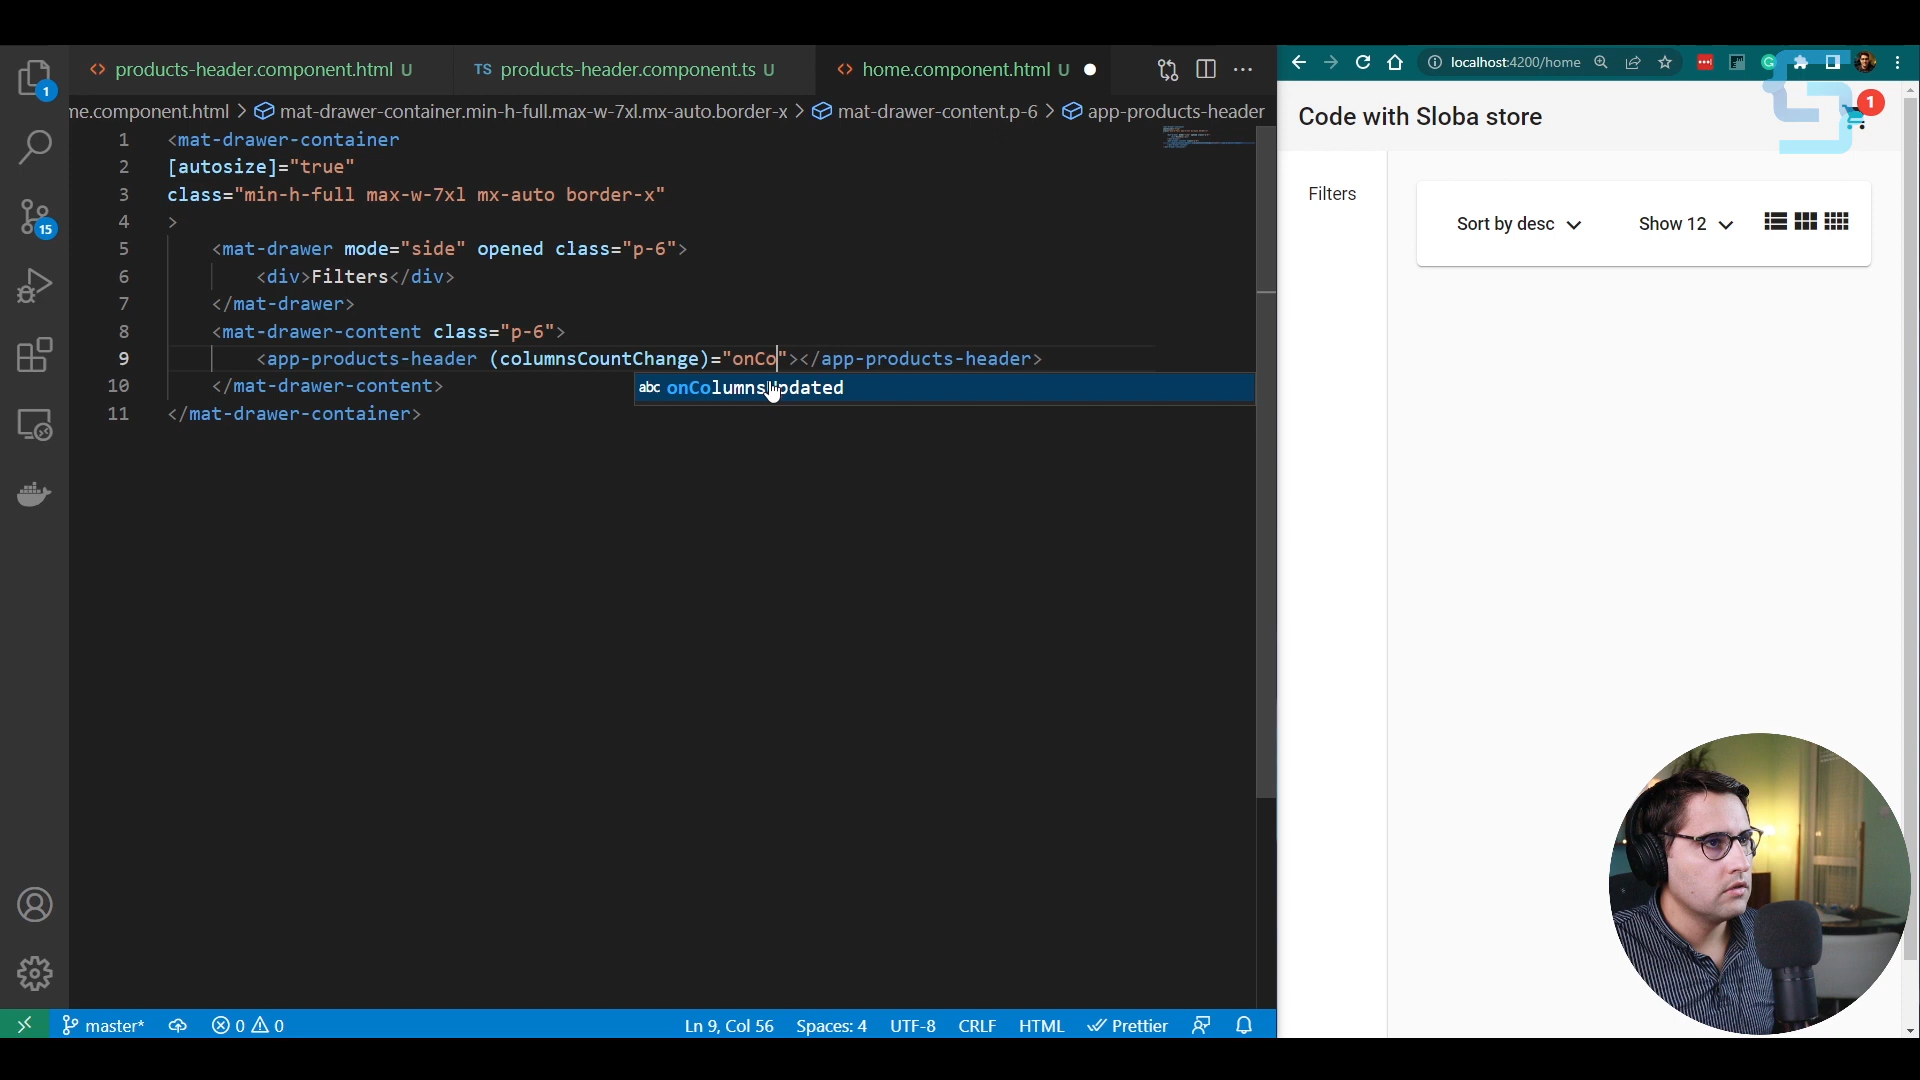 products-header.component.html U
TS products-header.component.ts U
home.component.html U
me.component.html > mat-drawer-container.min-h-full.max-w-7xl.mx-auto.border-x > mat-drawer-content.p-6 > app-products-header
1 <mat-drawer-container
2 [autosize]="true"
3 class="min-h-full max-w-7xl mx-auto border-x"
4 >
5 <mat-drawer mode="side" opened class="p-6">
6 <div>Filters</div>
7 </mat-drawer>
8 <mat-drawer-content class="p-6">
9 <app-products-header (columnsCountChange)="onCo"></app-products-header>
abc onColumnsUpdated
10 </mat-drawer-content>
11 </mat-drawer-container>
1
15
master*
0 0
Ln 9, Col 56
Spaces: 4
UTF-8
CRLF
HTML
Prettier
localhost:4200/home
Code with Sloba store
1
Filters
Sort by desc
Show 12